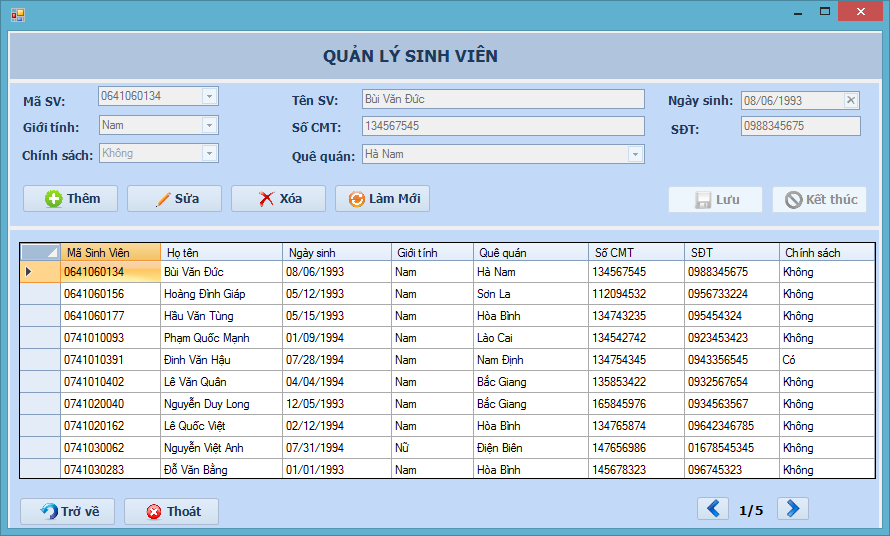 QUẢN LÝ SINH VIÊN
Mã SV: 0641060134 Tên SV: Bùi Văn Đức Ngày sinh: 08/06/1993
Giới tính: Nam Số CMT: 134567545 SĐT: 0988345675
Chính sách: Không Quê quán: Hà Nam
Thêm Sửa Xóa Làm Mới Lưu Kết thúc
Mã Sinh Viên Họ tên Ngày sinh Giới tính Quê quán Số CMT SĐT Chính sách
0641060134 Bùi Văn Đức 08/06/1993 Nam Hà Nam 134567545 0988345675 Không
0641060156 Hoàng Đình Giáp 05/12/1993 Nam Sơn La 112094532 0956733224 Không
0641060177 Hầu Văn Tùng 05/15/1993 Nam Hòa Bình 134743235 095454324 Không
0741010093 Phạm Quốc Mạnh 01/09/1994 Nam Lào Cai 134542742 0923453423 Không
0741010391 Đinh Văn Hậu 07/28/1994 Nam Nam Định 134754345 0943356545 Có
0741010402 Lê Văn Quân 04/04/1994 Nam Bắc Giang 135853422 0932567654 Không
0741020040 Nguyễn Duy Long 12/05/1993 Nam Bắc Giang 165845976 0934563567 Không
0741020162 Lê Quốc Việt 02/12/1994 Nam Hòa Bình 134765874 09642346785 Không
0741030062 Nguyễn Việt Anh 07/31/1994 Nữ Điện Biên 147656986 01678545345 Không
0741030283 Đỗ Văn Bằng 01/01/1993 Nam Hòa Bình 145678323 096745323 Không
Trở về Thoát 1/5